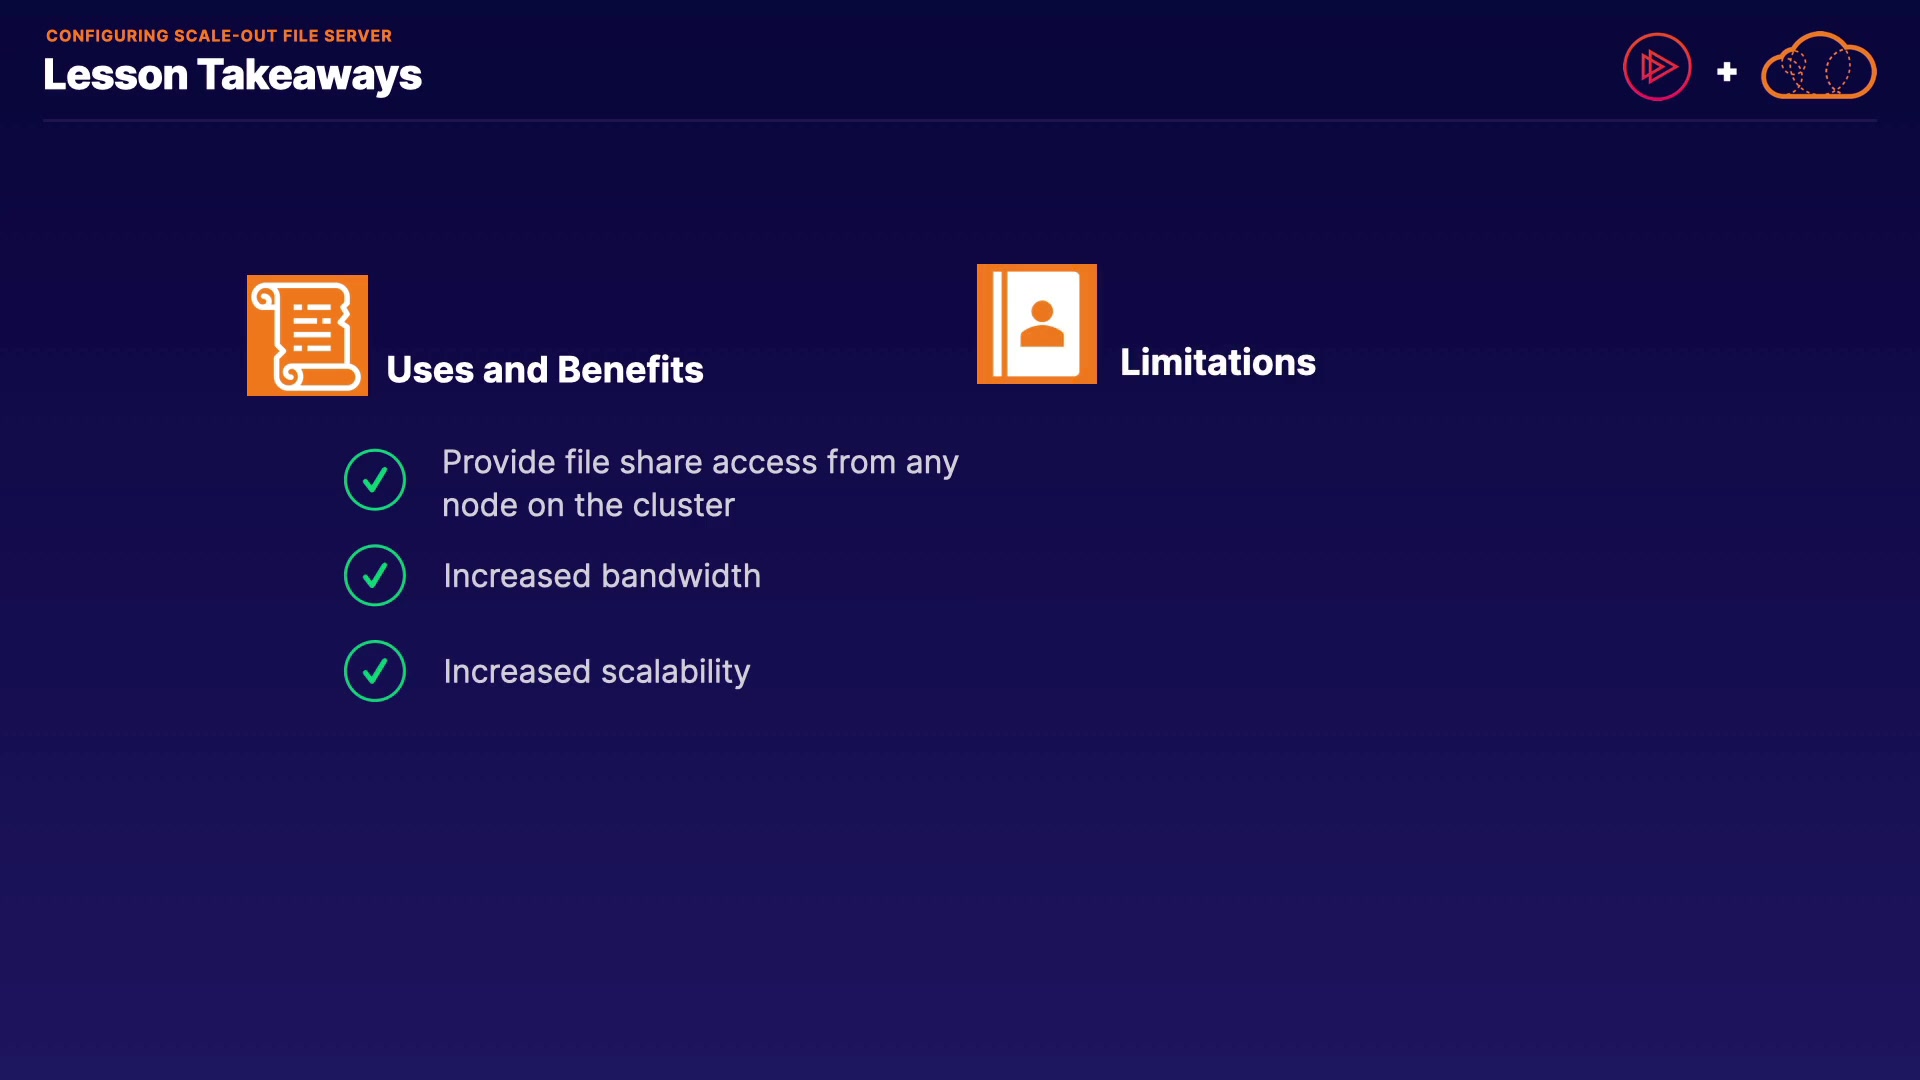 CONFIGURING SCALE-OUT FILE SERVER
Lesson Takeaways
Uses and Benefits
Provide file share access from any
node on the cluster
Increased bandwidth
Increased scalability
Limitations